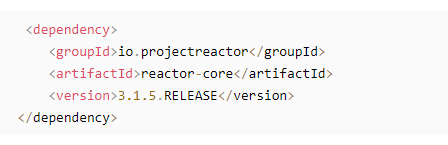 <dependency>
<groupId>io.projectreactor</groupId>
<artifactId>reactor-core</artifactId>
<version>3.1.5.RELEASE</version>
</dependency>